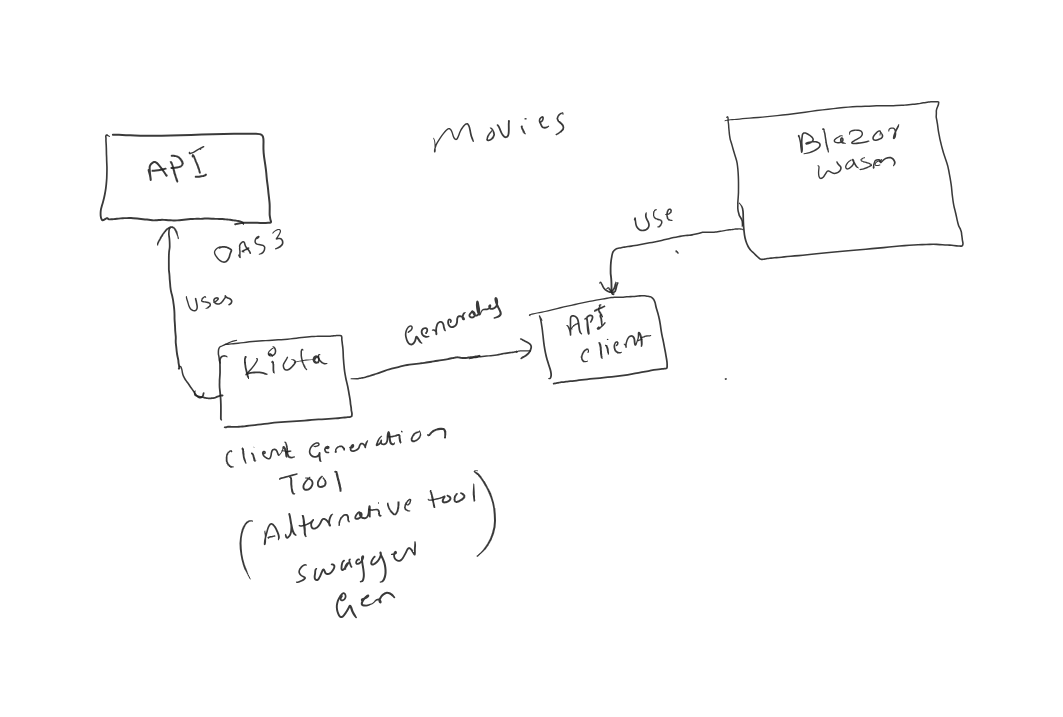 Movies
API
OAS3
Blazor
wasm
use
uses
Generates
API
client
Kiota
Client Generation
Tool
(Alternative tool)
swagger
Gen